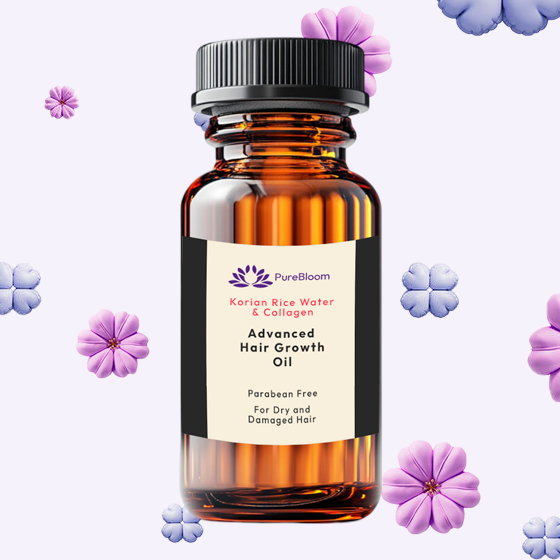 PureBloom
Korian Rice Water
& Collagen
Advanced
Hair Growth
Oil
Parabean Free
For Dry and
Damaged Hair